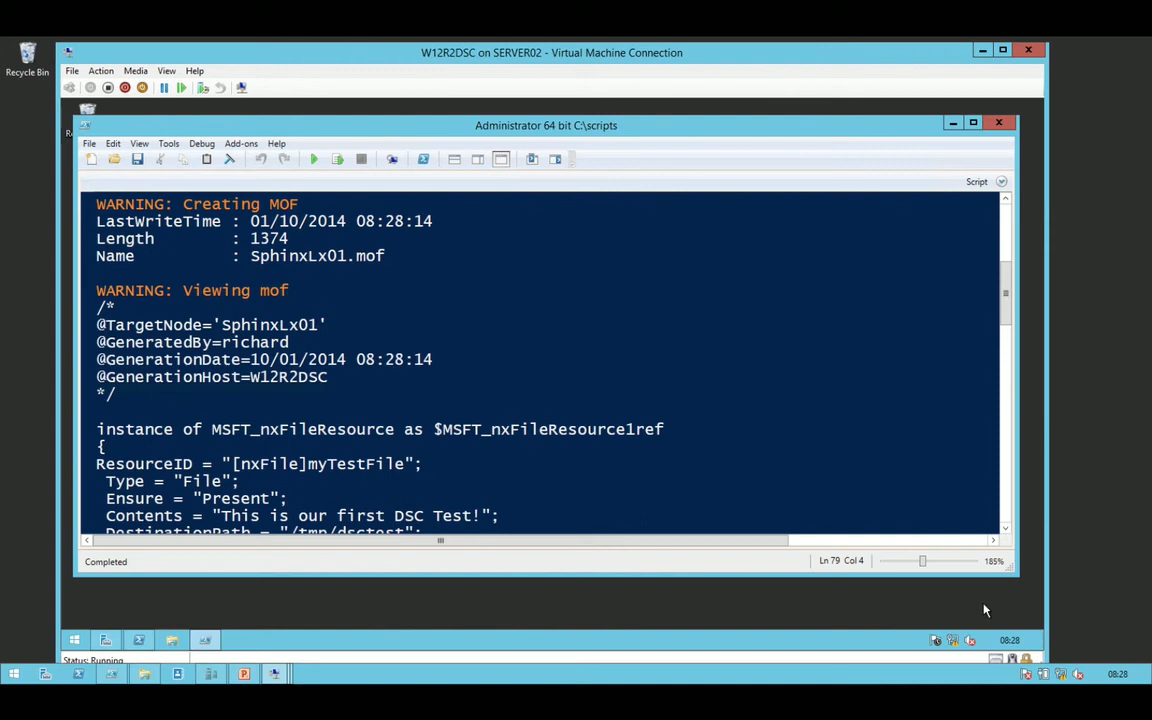 W12R2DSC on SERVER02 - Virtual Machine Connection
Recycle Bin
File Action Media View Help
Administrator 64 bit C:\scripts
File Edit View Tools Debug Add-ons Help
Script
WARNING: Creating MOF
LastWriteTime : 01/10/2014 08:28:14
Length : 1374
Name : SphinxLx01.mof
WARNING: Viewing mof
/*
@TargetNode='SphinxLx01'
@GeneratedBy=richard
@GenerationDate=10/01/2014 08:28:14
@GenerationHost=W12R2DSC
*/
instance of MSFT_nxFileResource as $MSFT_nxFileResource1ref
{
ResourceID = "[nxFile]myTestFile";
Type = "File";
Ensure = "Present";
Contents = "This is our first DSC Test!";
DestinationPath = "/tmp/dsctest";
Completed
Ln 79 Col 4
185%
08:28
Status: Running
08:28